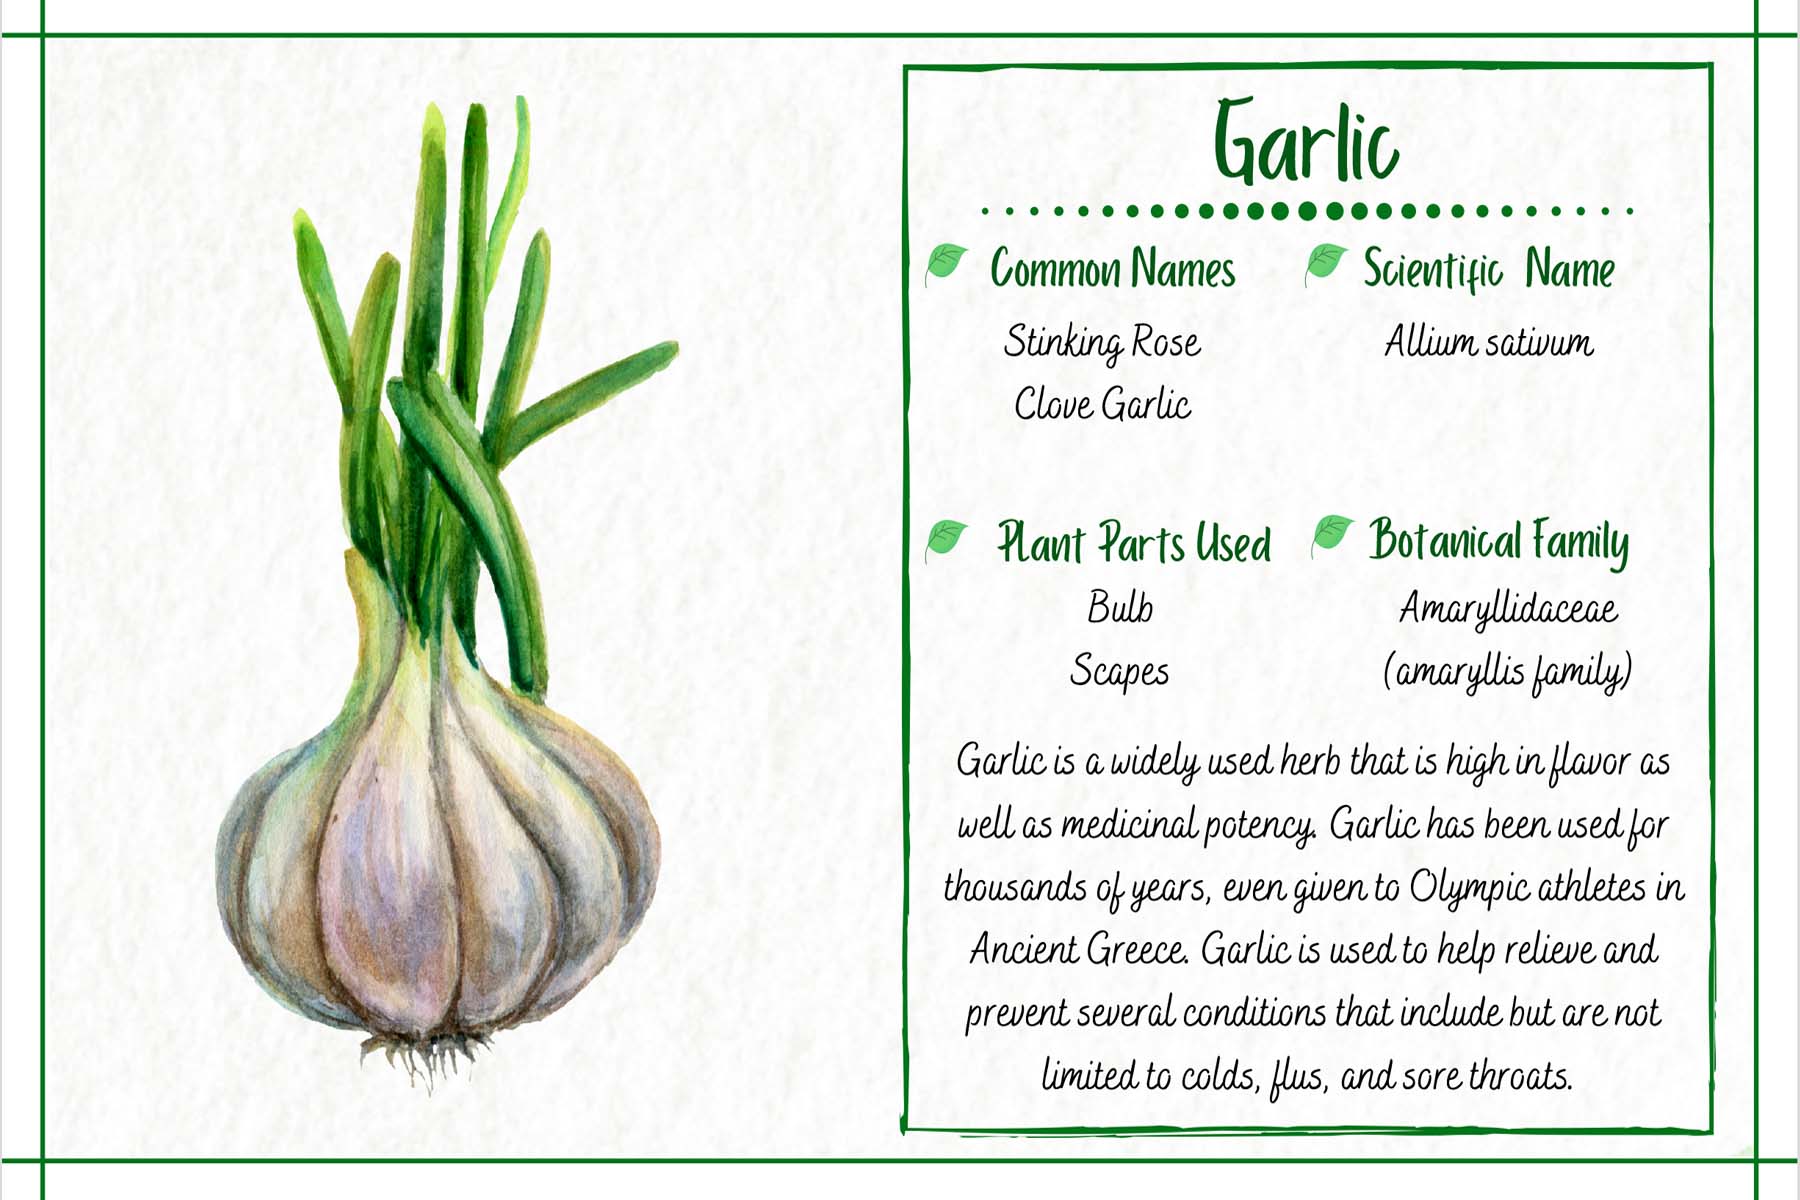 Garlic
Common Names
Stinking Rose
Clove Garlic
Scientific Name
Allium sativum
Plant Parts Used
Bulb
Scapes
Botanical Family
Amaryllidaceae
(amaryllis family)
Garlic is a widely used herb that is high in flavor as
well as medicinal potency. Garlic has been used for
thousands of years, even given to Olympic athletes in
Ancient Greece. Garlic is used to help relieve and
prevent several conditions that include but are not
limited to colds, flus, and sore throats.